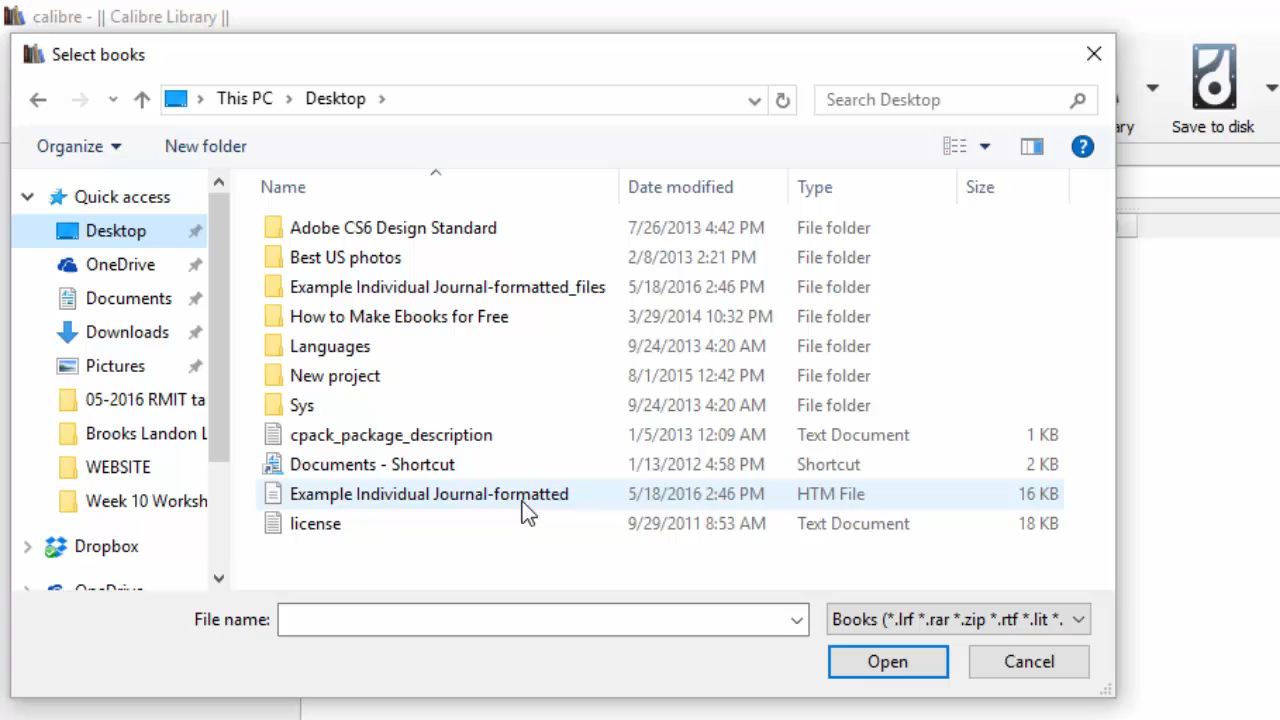 calibre - || Calibre Library ||
Select books
This PC > Desktop >
Search Desktop
Save to disk
Organize
New folder
Name
Date modified
Type
Size
Quick access
Desktop
OneDrive
Documents
Downloads
Pictures
05-2016 RMIT ta
Brooks Landon L
WEBSITE
Week 10 Worksh
Dropbox
Adobe CS6 Design Standard 7/26/2013 4:42 PM File folder
Best US photos 2/8/2013 2:21 PM File folder
Example Individual Journal-formatted_files 5/18/2016 2:46 PM File folder
How to Make Ebooks for Free 3/29/2014 10:32 PM File folder
Languages 9/24/2013 4:20 AM File folder
New project 8/1/2015 12:42 PM File folder
Sys 9/24/2013 4:20 AM File folder
cpack_package_description 1/5/2013 12:09 AM Text Document 1 KB
Documents - Shortcut 1/13/2012 4:58 PM Shortcut 2 KB
Example Individual Journal-formatted 5/18/2016 2:46 PM HTM File 16 KB
license 9/29/2011 8:53 AM Text Document 18 KB
File name:
Books (*.lrf *.rar *.zip *.rtf *.lit *.
Open
Cancel